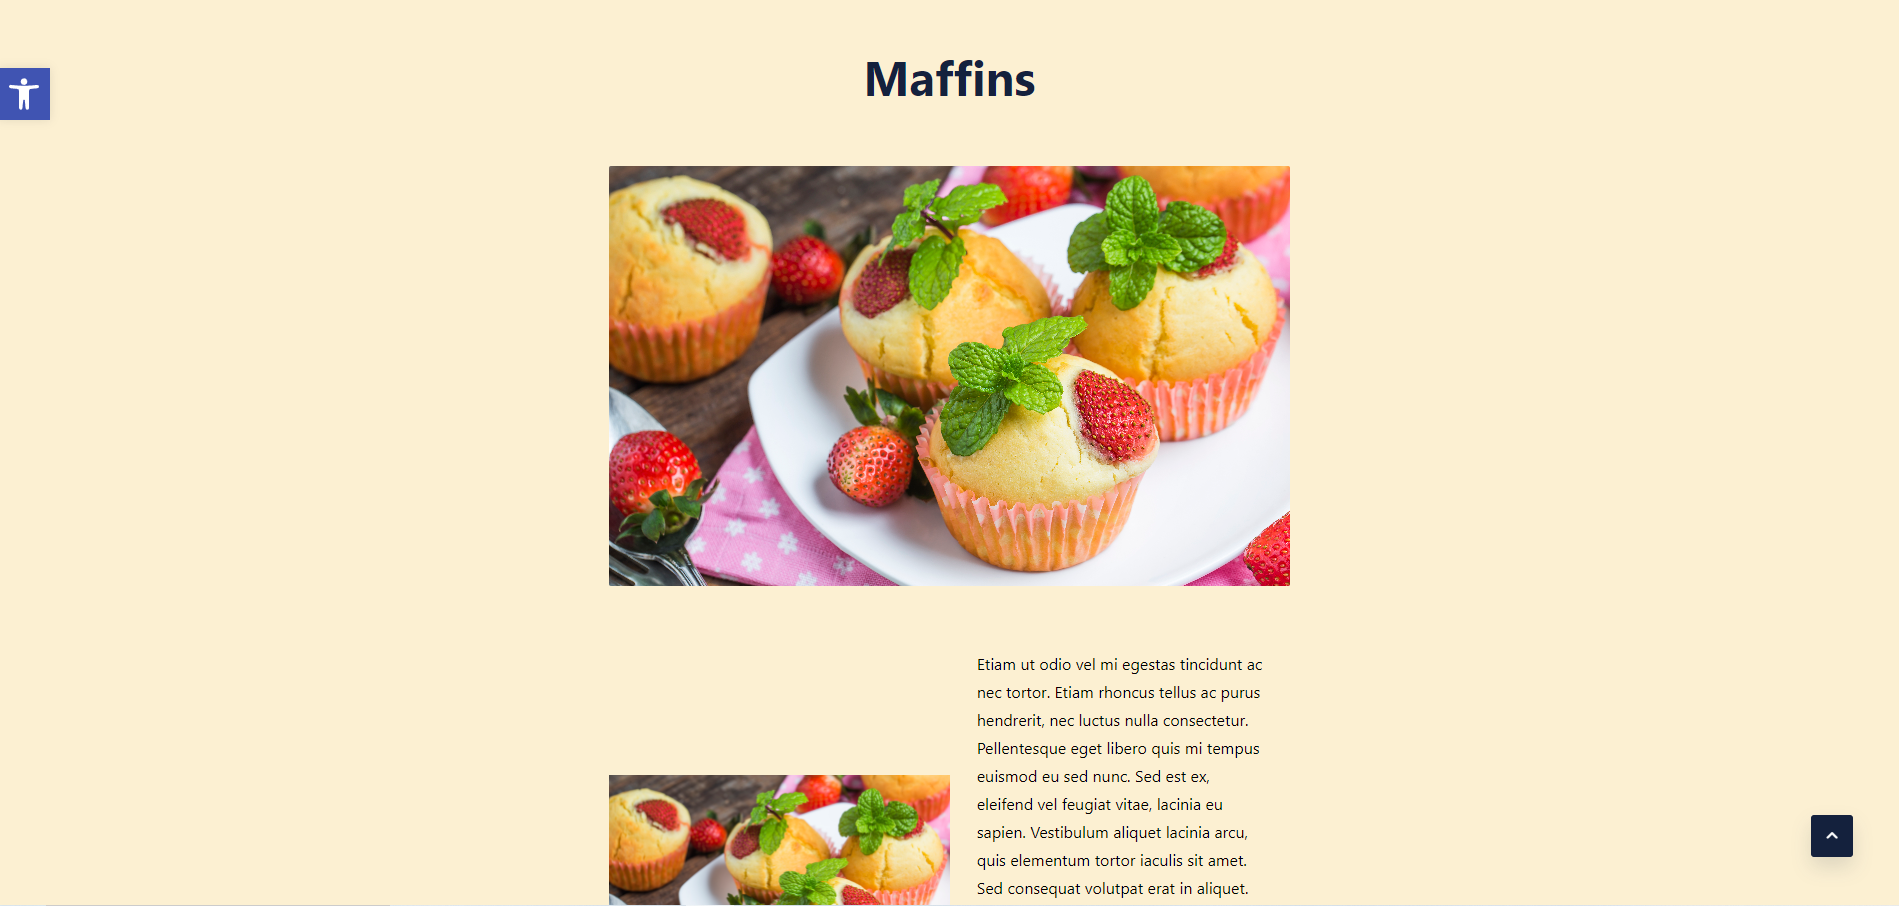 Maffins
Etiam ut odio vel mi egestas tincidunt ac
nec tortor. Etiam rhoncus tellus ac purus
hendrerit, nec luctus nulla consectetur.
Pellentesque eget libero quis mi tempus
euismod eu sed nunc. Sed est ex,
eleifend vel feugiat vitae, lacinia eu
sapien. Vestibulum aliquet lacinia arcu,
quis elementum tortor iaculis sit amet.
Sed consequat volutpat erat in aliquet.